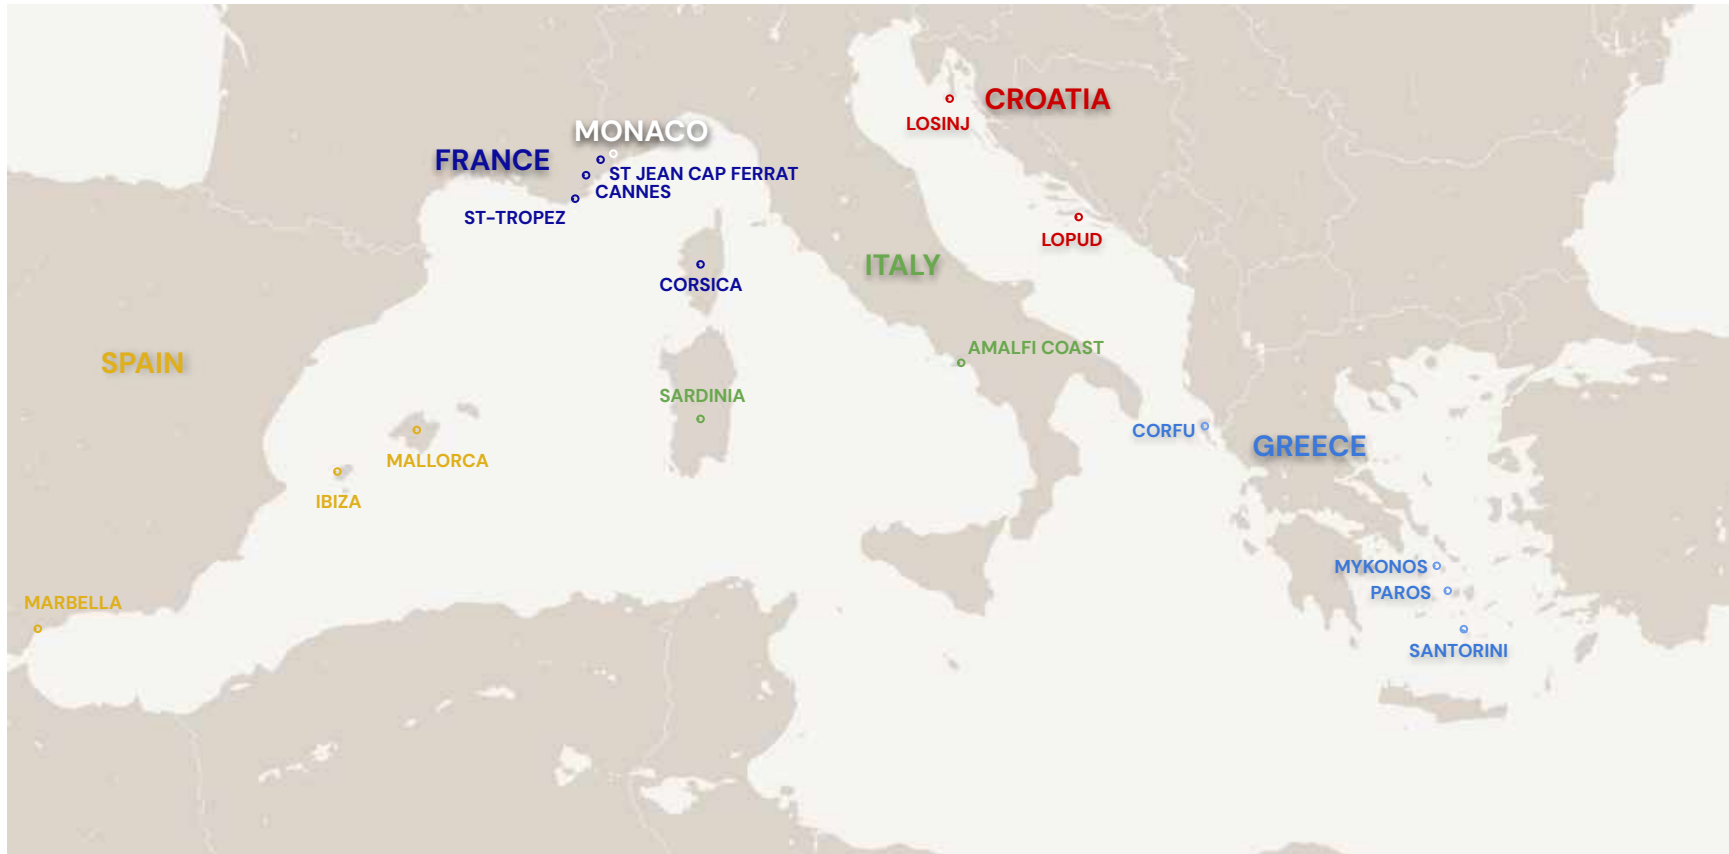 CROATIA
LOSINJ
MONACO
FRANCE
ST JEAN CAP FERRAT
CANNES
ST-TROPEZ
LOPUD
ITALY
CORSICA
AMALFI COAST
SPAIN
SARDINIA
CORFU
GREECE
MALLORCA
IBIZA
MYKONOS
PAROS
MARBELLA
SANTORINI